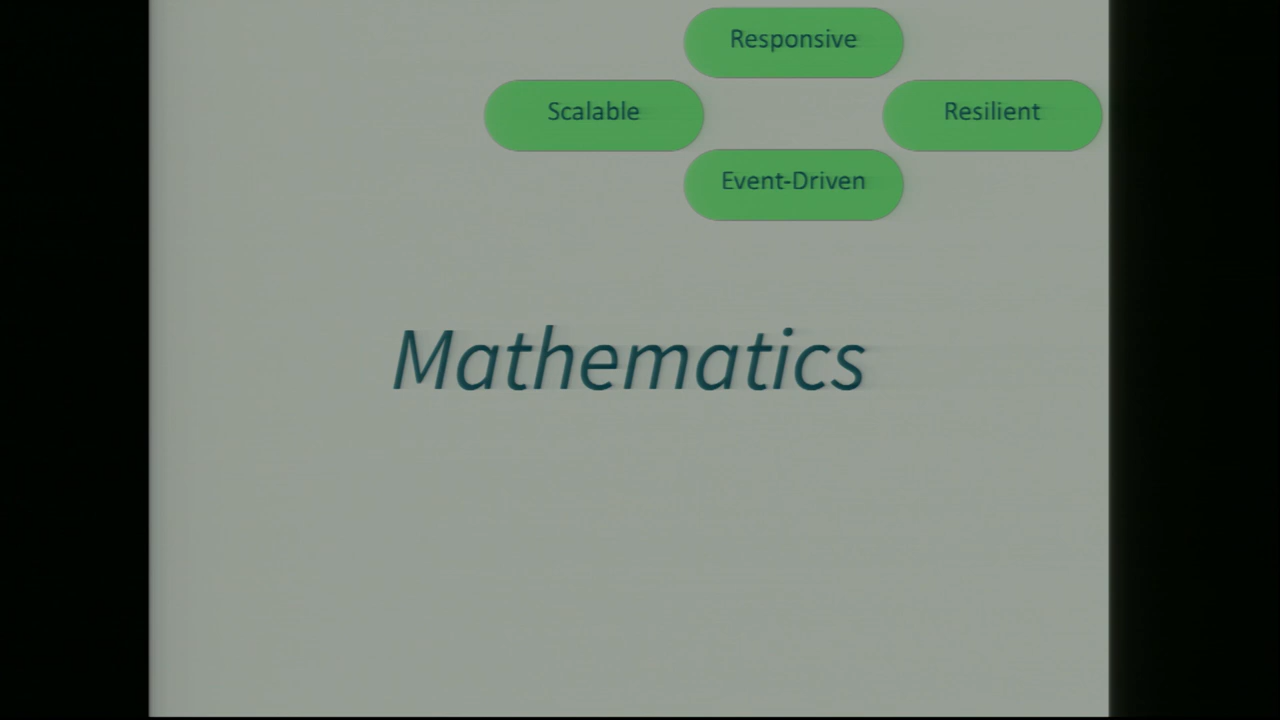 Responsive
Scalable
Resilient
Event-Driven
Mathematics